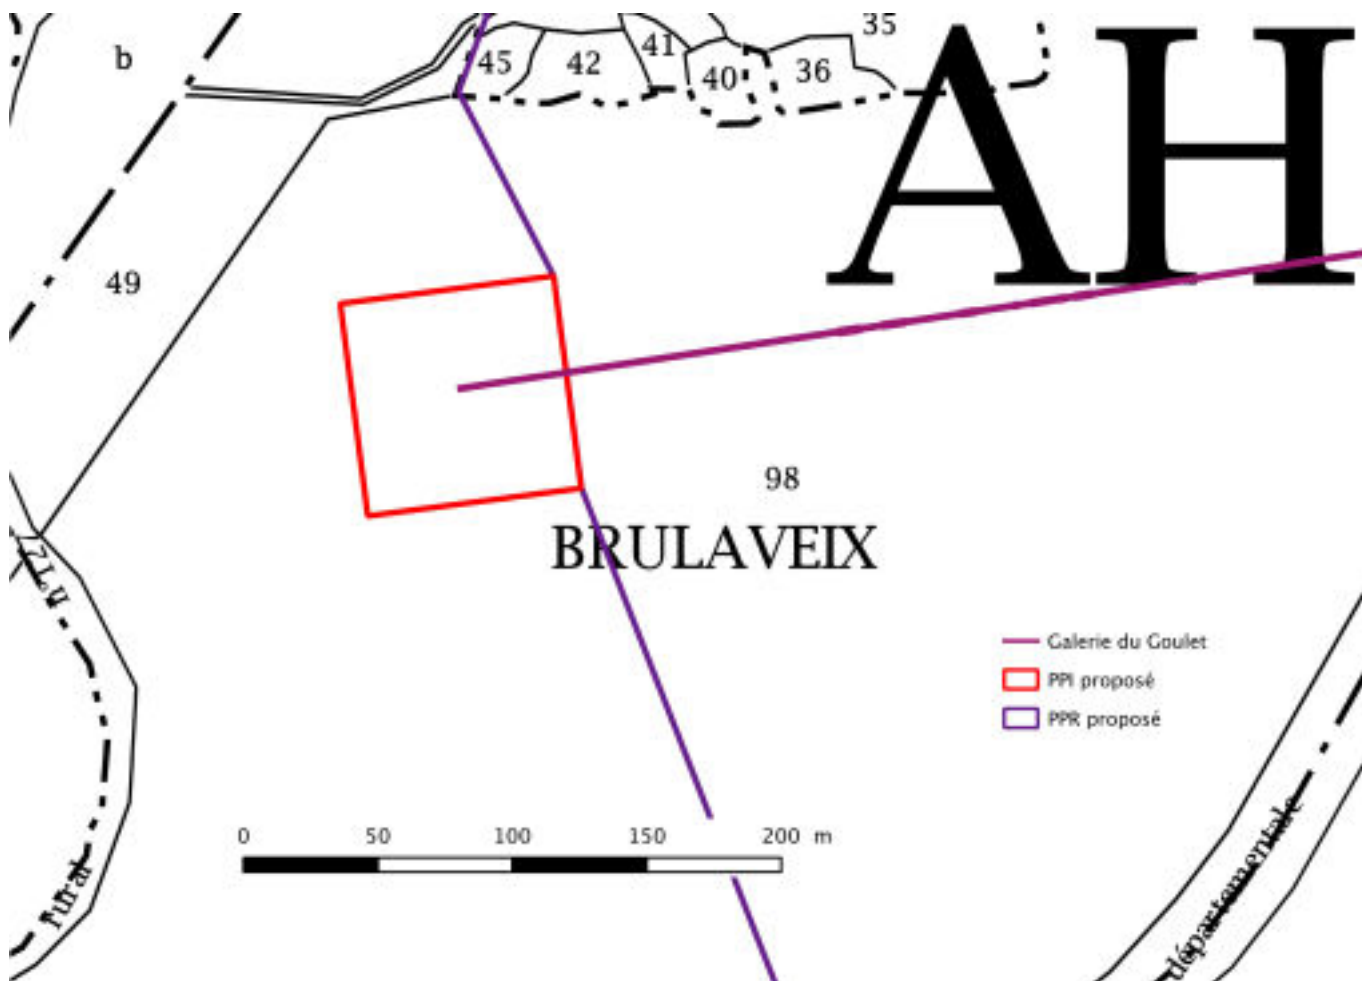 35
b
45
42
41
40
36
AH
49
98
BRULAVEIX
Galerie du Goulet
PPI proposé
PPR proposé
0 50 100 150 200 m
rural
départementale